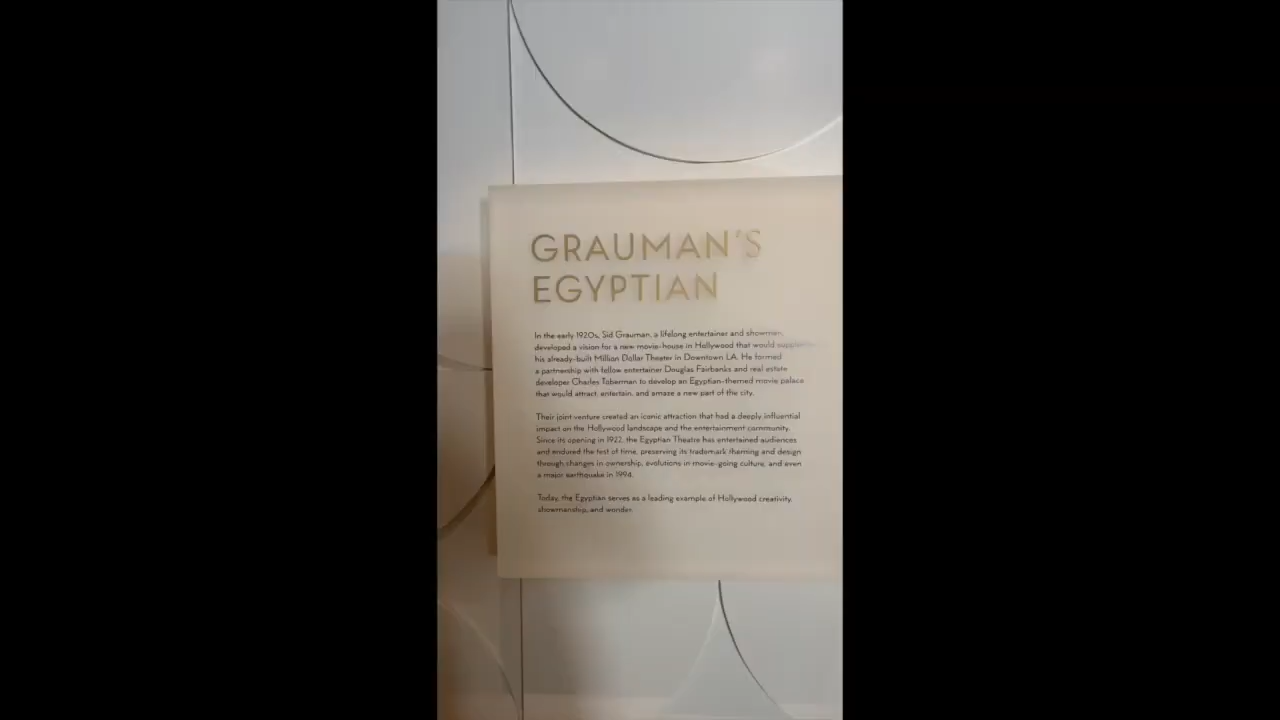 GRAUMAN'S
EGYPTIAN
In the early 1920s, Sid Grauman, a lifelong entertainer and showman,
developed a vision for a new movie-house in Hollywood that would support
his already-built Million Dollar Theater in Downtown LA. He formed
a partnership with fellow entertainer Douglas Fairbanks and real estate
developer Charles Toberman to develop an Egyptian-themed movie palace
that would attract, entertain, and amaze a new part of the city.
Their joint venture created an iconic attraction that had a deeply influential
impact on the Hollywood landscape and the entertainment community.
Since its opening in 1922, the Egyptian Theatre has entertained audiences
and endured the test of time, preserving its trademark theming and design
through changes in ownership, evolutions in movie-going culture, and even
a major earthquake in 1994.
Today, the Egyptian serves as a leading example of Hollywood creativity,
showmanship, and wonder.